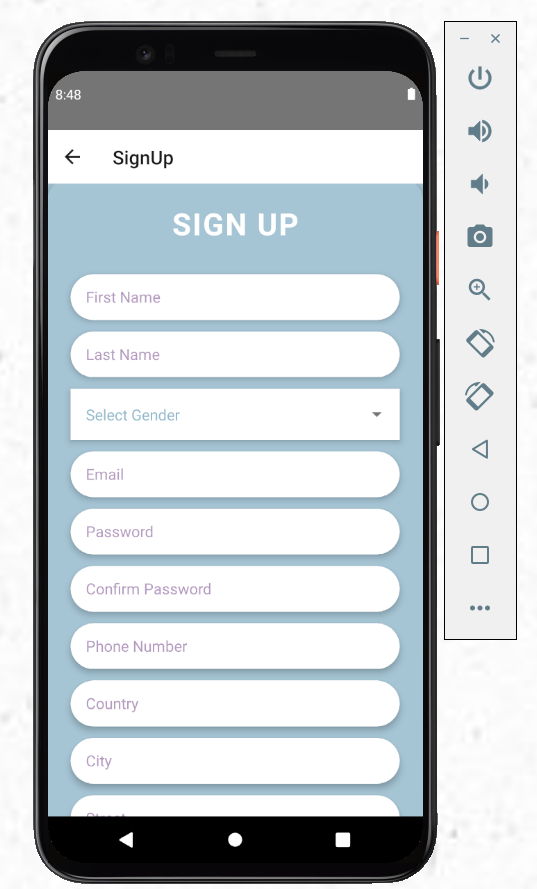 8:48
SignUp
SIGN UP
First Name
Last Name
Select Gender
Email
Password
Confirm Password
Phone Number
Country
City
Street